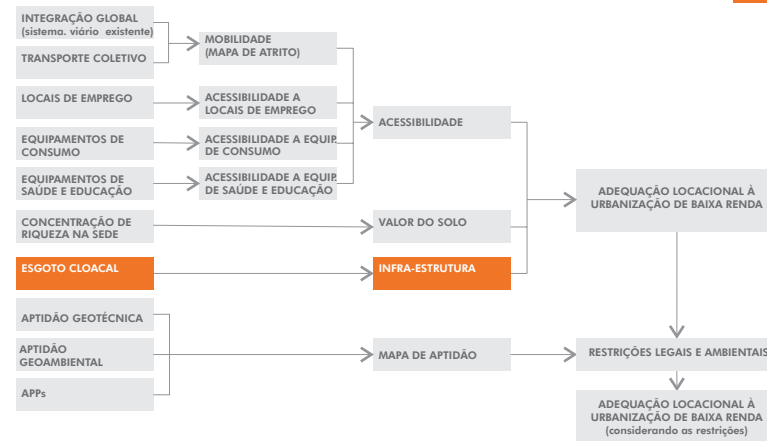 INTEGRAÇÃO GLOBAL
(sistema. viário existente)
TRANSPORTE COLETIVO
MOBILIDADE
(MAPA DE ATRITO)
LOCAIS DE EMPREGO
ACESSIBILIDADE A
LOCAIS DE EMPREGO
EQUIPAMENTOS DE
CONSUMO
ACESSIBILIDADE A EQUIP.
DE CONSUMO
EQUIPAMENTOS DE
SAÚDE E EDUCAÇÃO
ACESSIBILIDADE A EQUIP.
DE SAÚDE E EDUCAÇÃO
ACESSIBILIDADE
CONCENTRAÇÃO DE
RIQUEZA NA SEDE
VALOR DO SOLO
ESGOTO CLOACAL
INFRA-ESTRUTURA
ADEQUAÇÃO LOCACIONAL À
URBANIZAÇÃO DE BAIXA RENDA
APTIDÃO GEOTÉCNICA
APTIDÃO
GEOAMBIENTAL
APPs
MAPA DE APTIDÃO
RESTRIÇÕES LEGAIS E AMBIENTAIS
ADEQUAÇÃO LOCACIONAL À
URBANIZAÇÃO DE BAIXA RENDA
(considerando as restrições)